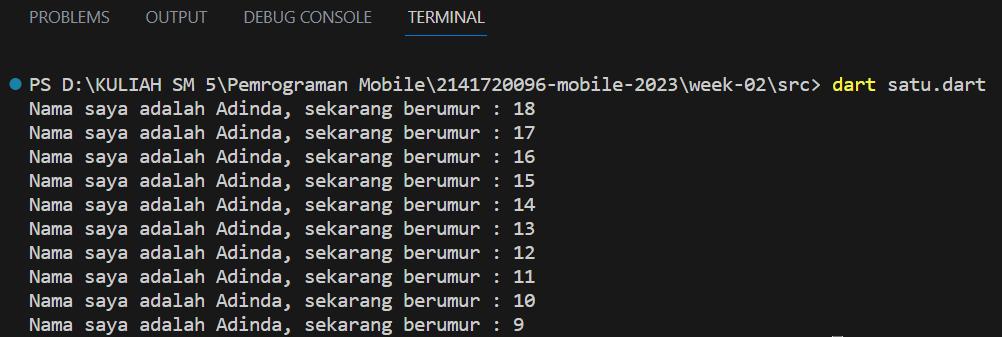 PROBLEMS OUTPUT DEBUG CONSOLE TERMINAL
PS D:\KULIAH SM 5\Pemrograman Mobile\2141720096-mobile-2023\week-02\src> dart satu.dart
Nama saya adalah Adinda, sekarang berumur : 18
Nama saya adalah Adinda, sekarang berumur : 17
Nama saya adalah Adinda, sekarang berumur : 16
Nama saya adalah Adinda, sekarang berumur : 15
Nama saya adalah Adinda, sekarang berumur : 14
Nama saya adalah Adinda, sekarang berumur : 13
Nama saya adalah Adinda, sekarang berumur : 12
Nama saya adalah Adinda, sekarang berumur : 11
Nama saya adalah Adinda, sekarang berumur : 10
Nama saya adalah Adinda, sekarang berumur : 9